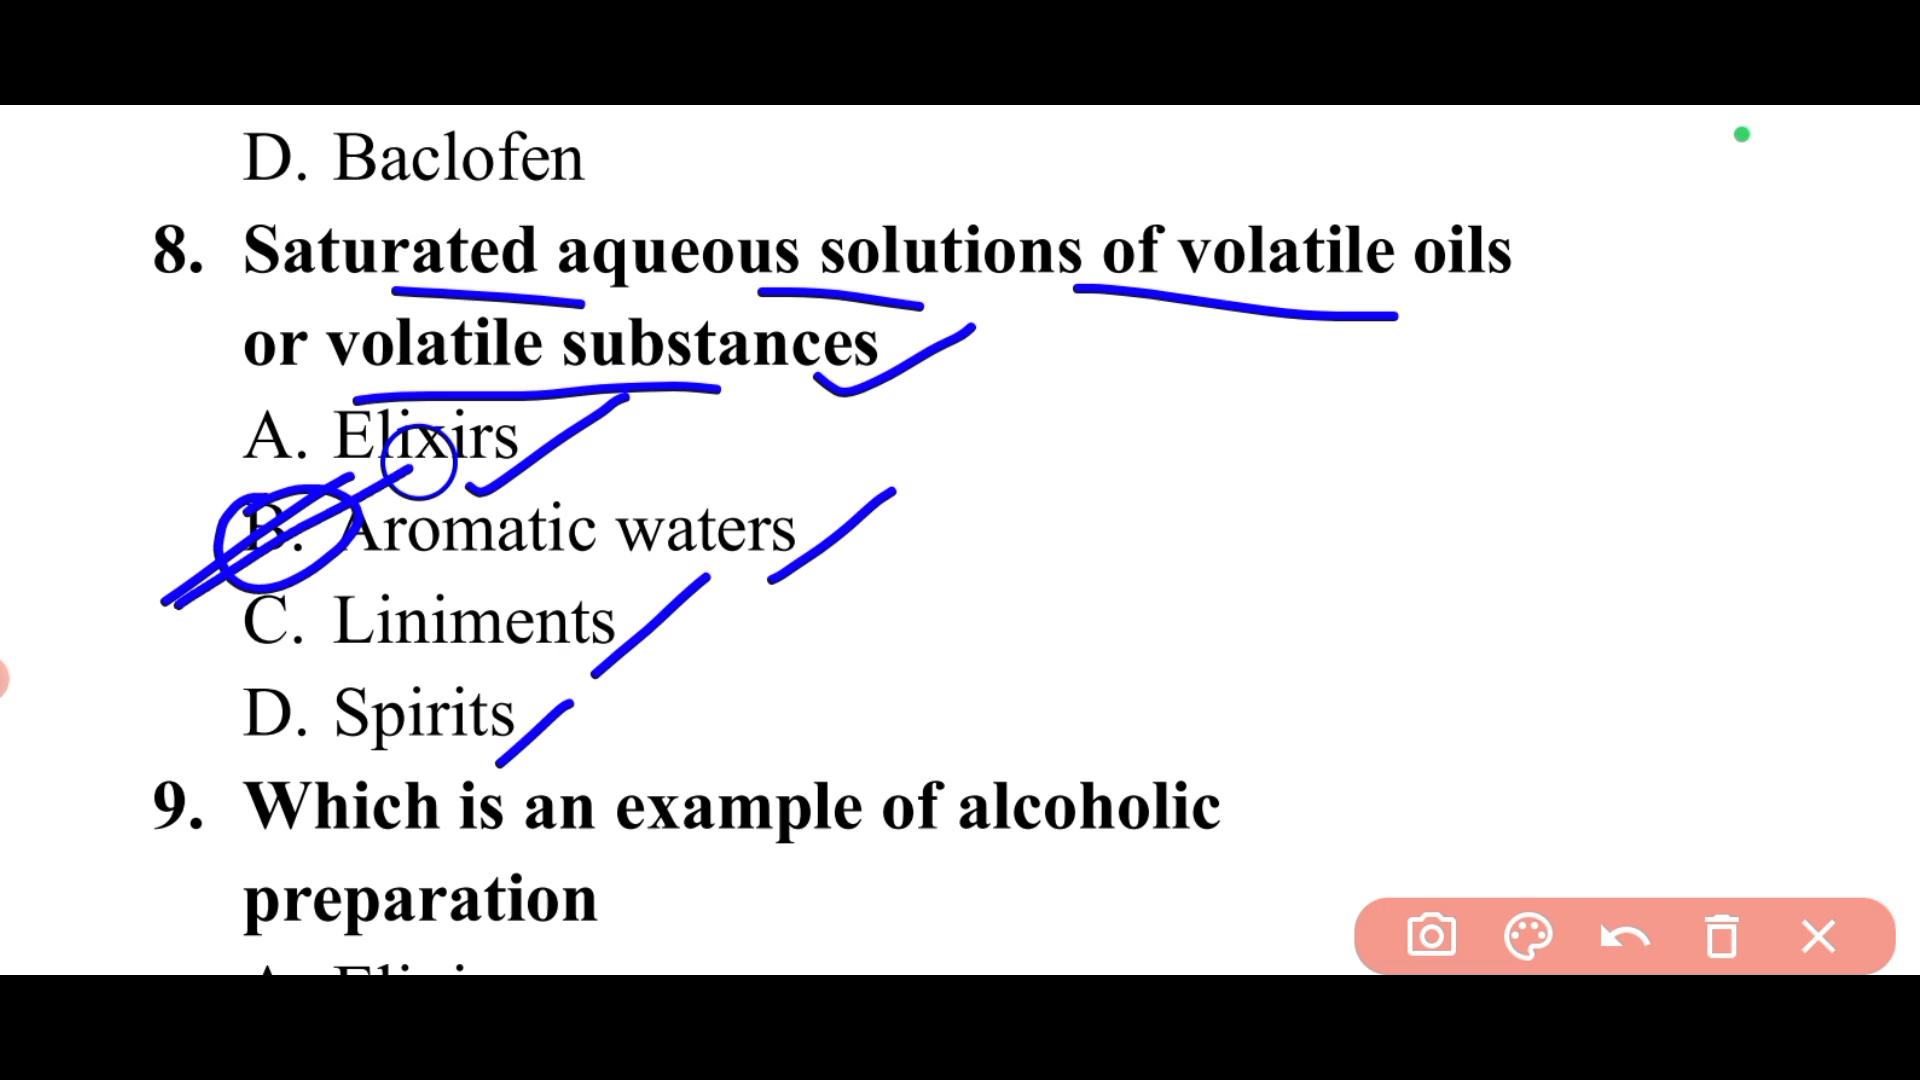 D. Baclofen
8. Saturated aqueous solutions of volatile oils
or volatile substances
A. Elixirs
B. Aromatic waters
C. Liniments
D. Spirits
9. Which is an example of alcoholic
preparation